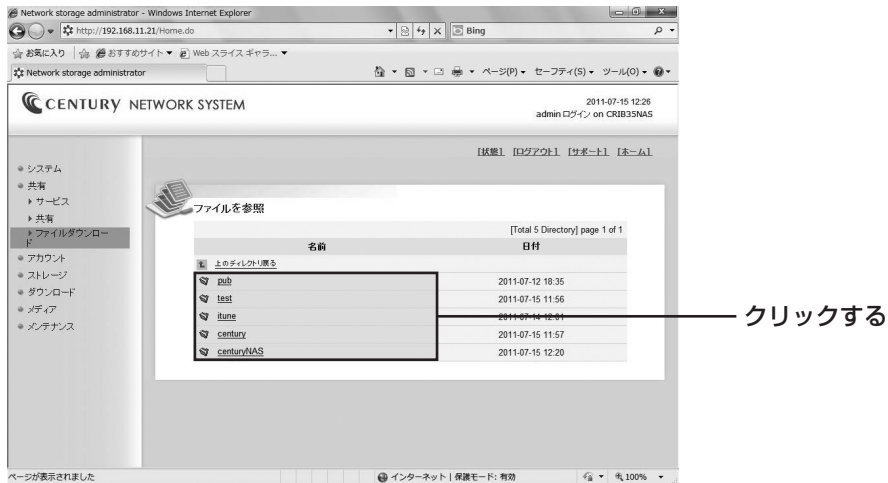 Network storage administrator - Windows Internet Explorer
http://192.168.11.21/Home.do
Bing
お気に入り
おすすめサイト
Web スライス ギャラ...
Network storage administrator
ページ(P)
セーフティ(S)
ツール(O)
CENTURY NETWORK SYSTEM
2011-07-15 12:26
admin ログイン on CRIB35NAS
[状態] [ログアウト] [サポート] [ホーム]
システム
共有
サービス
共有
ファイルダウンロー
ド
アカウント
ストレージ
ダウンロード
メディア
メンテナンス
ファイルを参照
[Total 5 Directory] page 1 of 1
名前 日付
上のディレクトリ戻る
pub 2011-07-12 18:35
test 2011-07-15 11:56
itune 2011-07-14 12:01
century 2011-07-15 11:57
centuryNAS 2011-07-15 12:20
クリックする
ページが表示されました
インターネット | 保護モード: 有効
100%